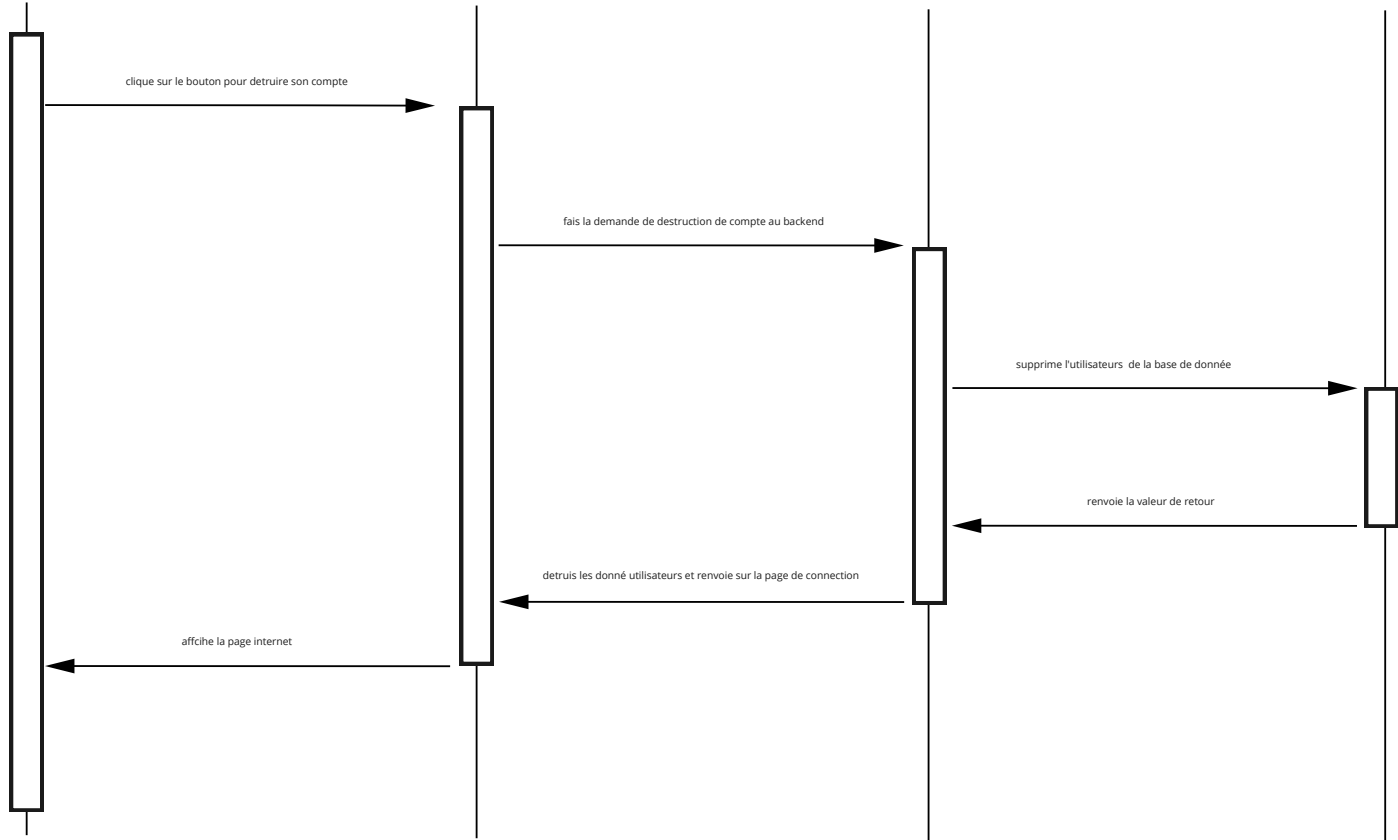 clique sur le bouton pour detruire son compte
fais la demande de destruction de compte au backend
supprime l'utilisateurs  de la base de donnée
renvoie la valeur de retour
detruis les donné utilisateurs et renvoie sur la page de connection
affcihe la page internet